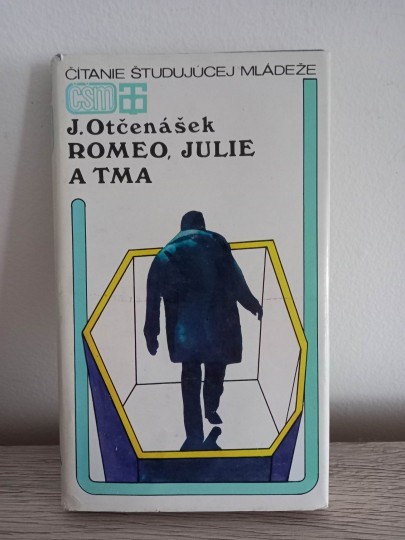 ČÍTANIE ŠTUDUJÚCEJ MLÁDEŽE
čsm
J. Otčenášek
ROMEO, JULIE
A TMA